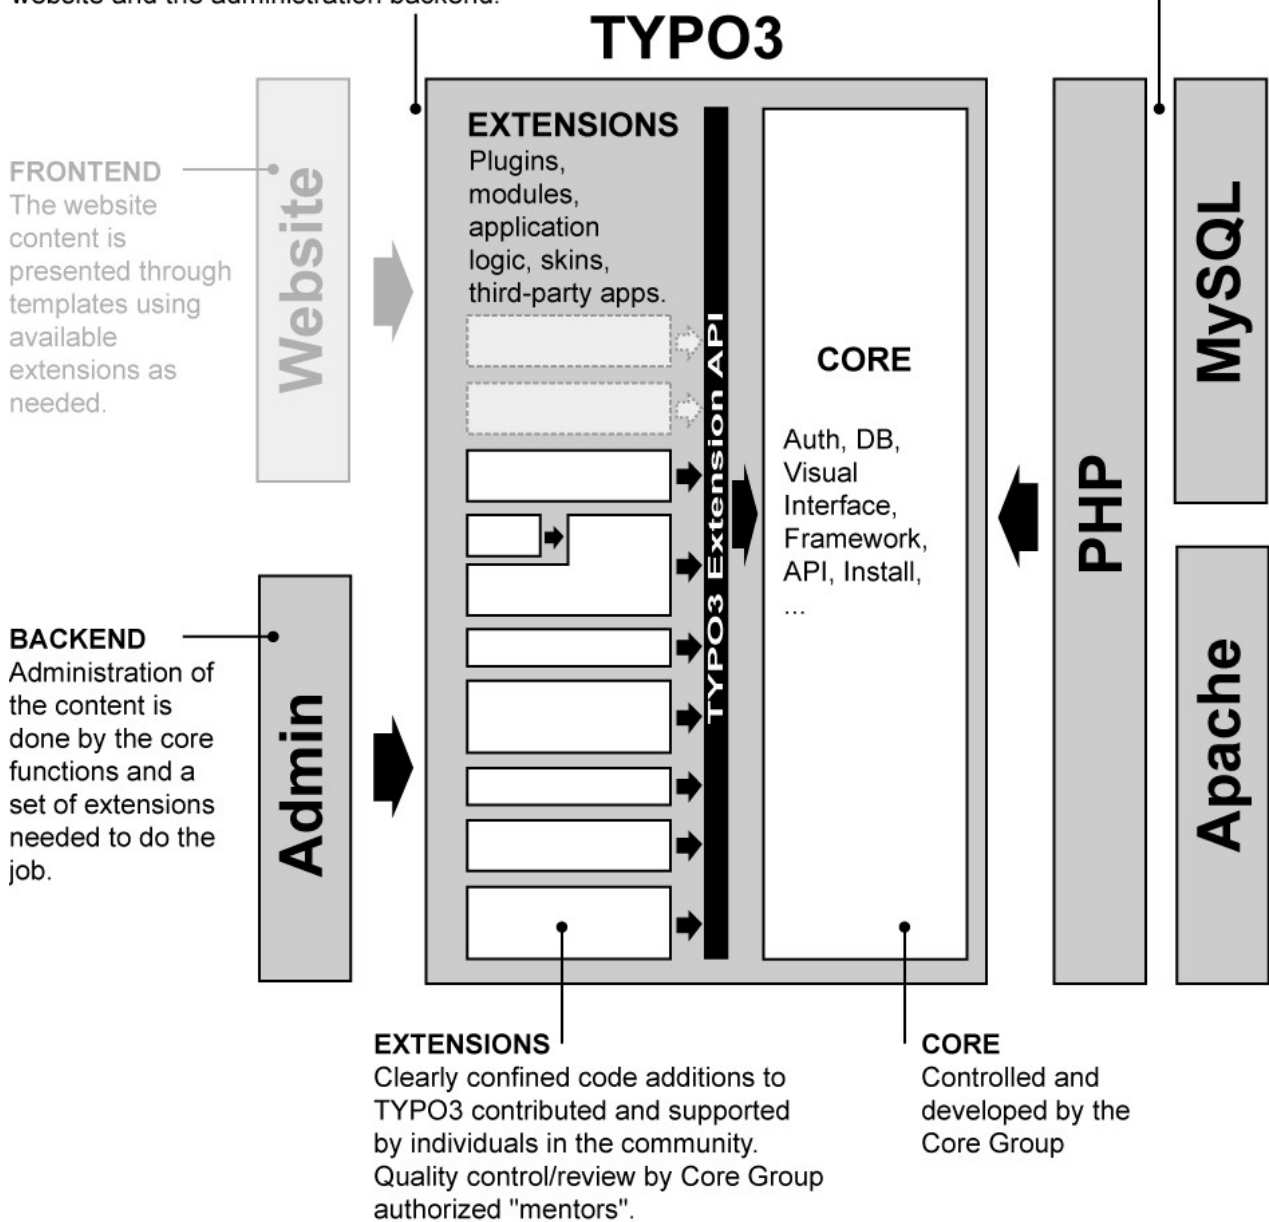 website and the administration backend.
TYPO3
EXTENSIONS
Plugins,
modules,
application
logic, skins,
third-party apps.
FRONTEND
The website
content is
presented through
templates using
available
extensions as
needed.
Website
BACKEND
Administration of
the content is
done by the core
functions and a
set of extensions
needed to do the
job.
Admin
TYPO3 Extension API
CORE
Auth, DB,
Visual
Interface,
Framework,
API, Install,
...
PHP
MySQL
Apache
EXTENSIONS
Clearly confined code additions to
TYPO3 contributed and supported
by individuals in the community.
Quality control/review by Core Group
authorized "mentors".
CORE
Controlled and
developed by the
Core Group